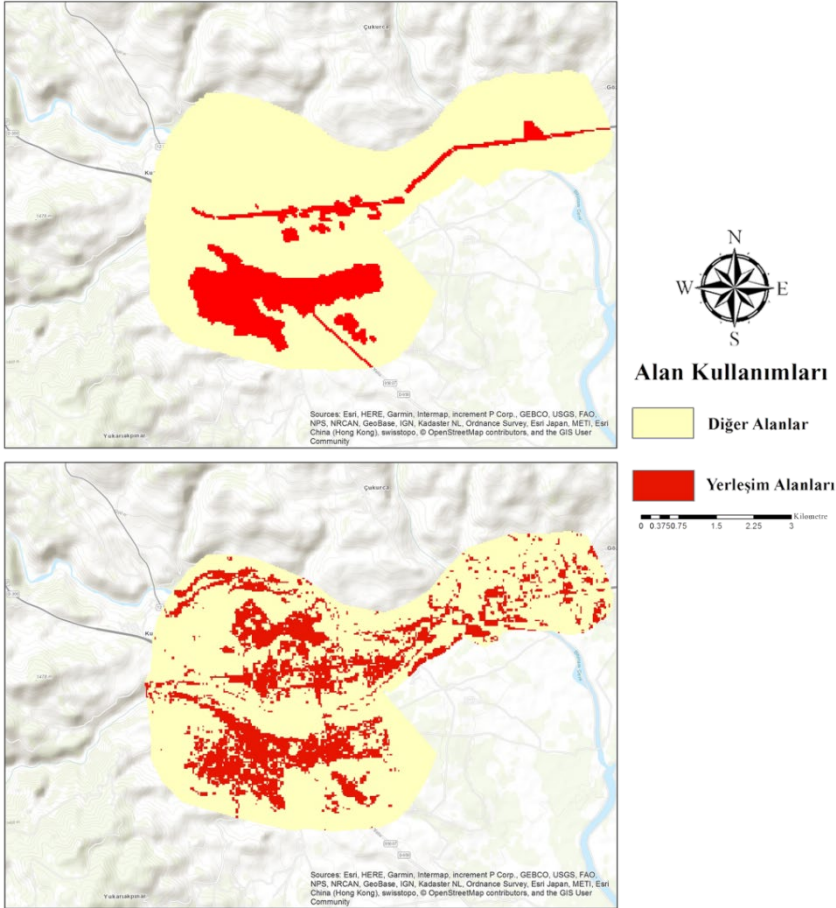 Çukurca
Sources: Esri, HERE, Garmin, Intermap, increment P Corp., GEBCO, USGS, FAO,
NPS, NRCAN, GeoBase, IGN, Kadaster NL, Ordnance Survey, Esri Japan, METI, Esri
China (Hong Kong), swisstopo, © OpenStreetMap contributors, and the GIS User
Community
Yukarıakpınar
N
W E
S
Alan Kullanımları
Diğer Alanlar
Yerleşim Alanları
Kilometre
0 0.3750.75 1.5 2.25 3
Sources: Esri, HERE, Garmin, Intermap, increment P Corp., GEBCO, USGS, FAO,
NPS, NRCAN, GeoBase, IGN, Kadaster NL, Ordnance Survey, Esri Japan, METI, Esri
China (Hong Kong), swisstopo, © OpenStreetMap contributors, and the GIS User
Community
Yukarıakpınar